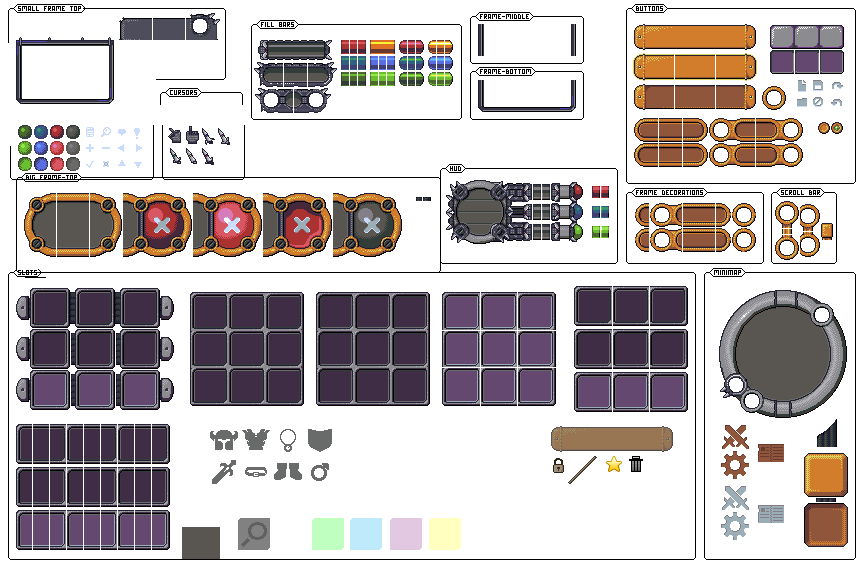 SMALL FRAME TOP
FILL BARS
FRAME-MIDDLE
BUTTONS
FRAME-BOTTOM
CURSORS
BIG FRAME-TOP
HUD
FRAME DECORATIONS
SCROLL BAR
SLOTS
MINIMAP